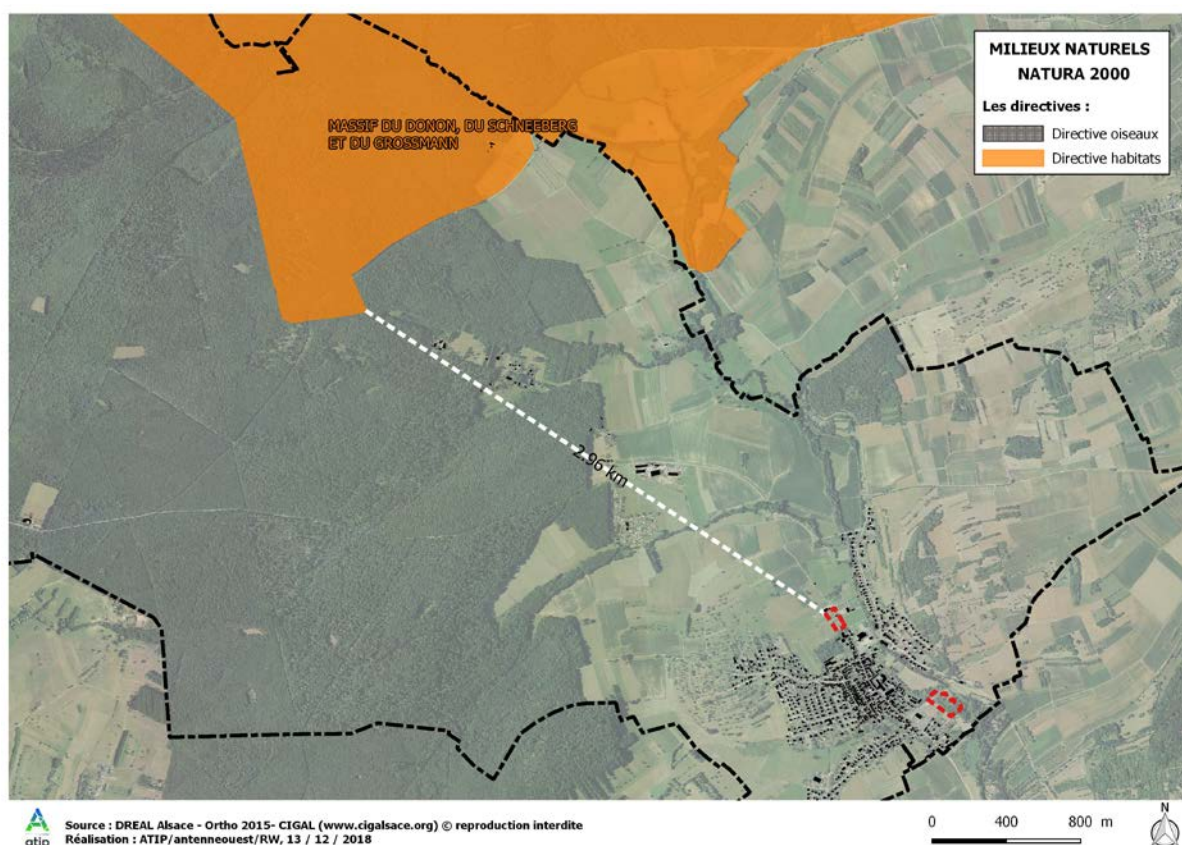 MILIEUX NATURELS
NATURA 2000
Les directives :
Directive oiseaux
Directive habitats
MASSIF DU DONON, DU SCHNEEBERG
ET DU GROSSMANN
2.96 km
atip
Source : DREAL Alsace - Ortho 2015- CIGAL (www.cigalsace.org) © reproduction interdite
Réalisation : ATIP/antenneouest/RW, 13 / 12 / 2018
0 400 800 m
N